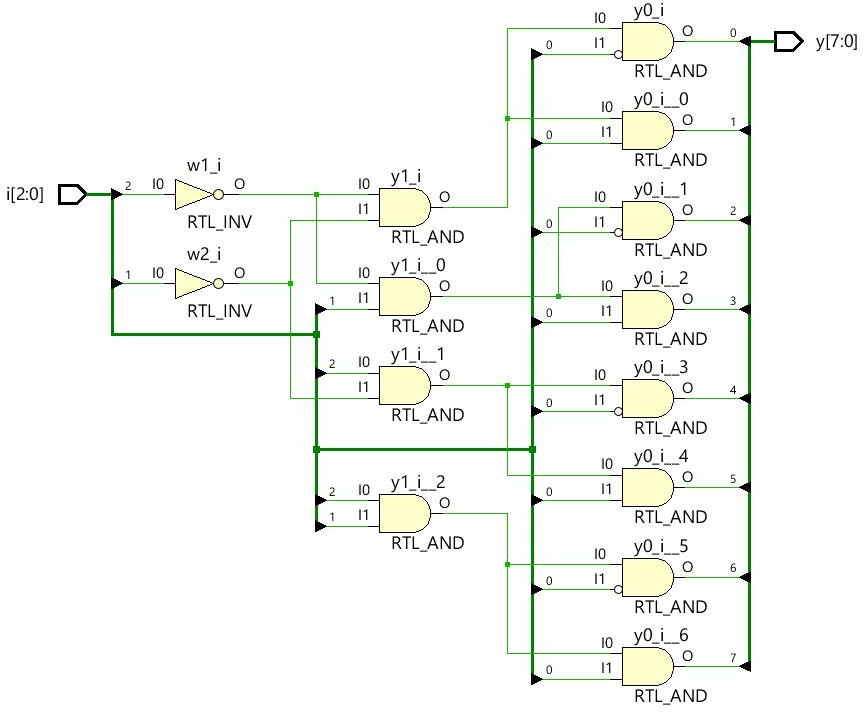 i[2:0]
2
I0
w1_i
O
RTL_INV
1
I0
w2_i
O
RTL_INV
y1_i
I0
I1
O
RTL_AND
y1_i__0
I0
1
I1
O
RTL_AND
y1_i__1
2
I0
I1
O
RTL_AND
y1_i__2
2
I0
1
I1
O
RTL_AND
y0_i
I0
0
I1
O
0
RTL_AND
y0_i__0
I0
0
I1
O
1
RTL_AND
y0_i__1
I0
0
I1
O
2
RTL_AND
y0_i__2
I0
0
I1
O
3
RTL_AND
y0_i__3
I0
0
I1
O
4
RTL_AND
y0_i__4
I0
0
I1
O
5
RTL_AND
y0_i__5
I0
0
I1
O
6
RTL_AND
y0_i__6
I0
0
I1
O
7
RTL_AND
y[7:0]